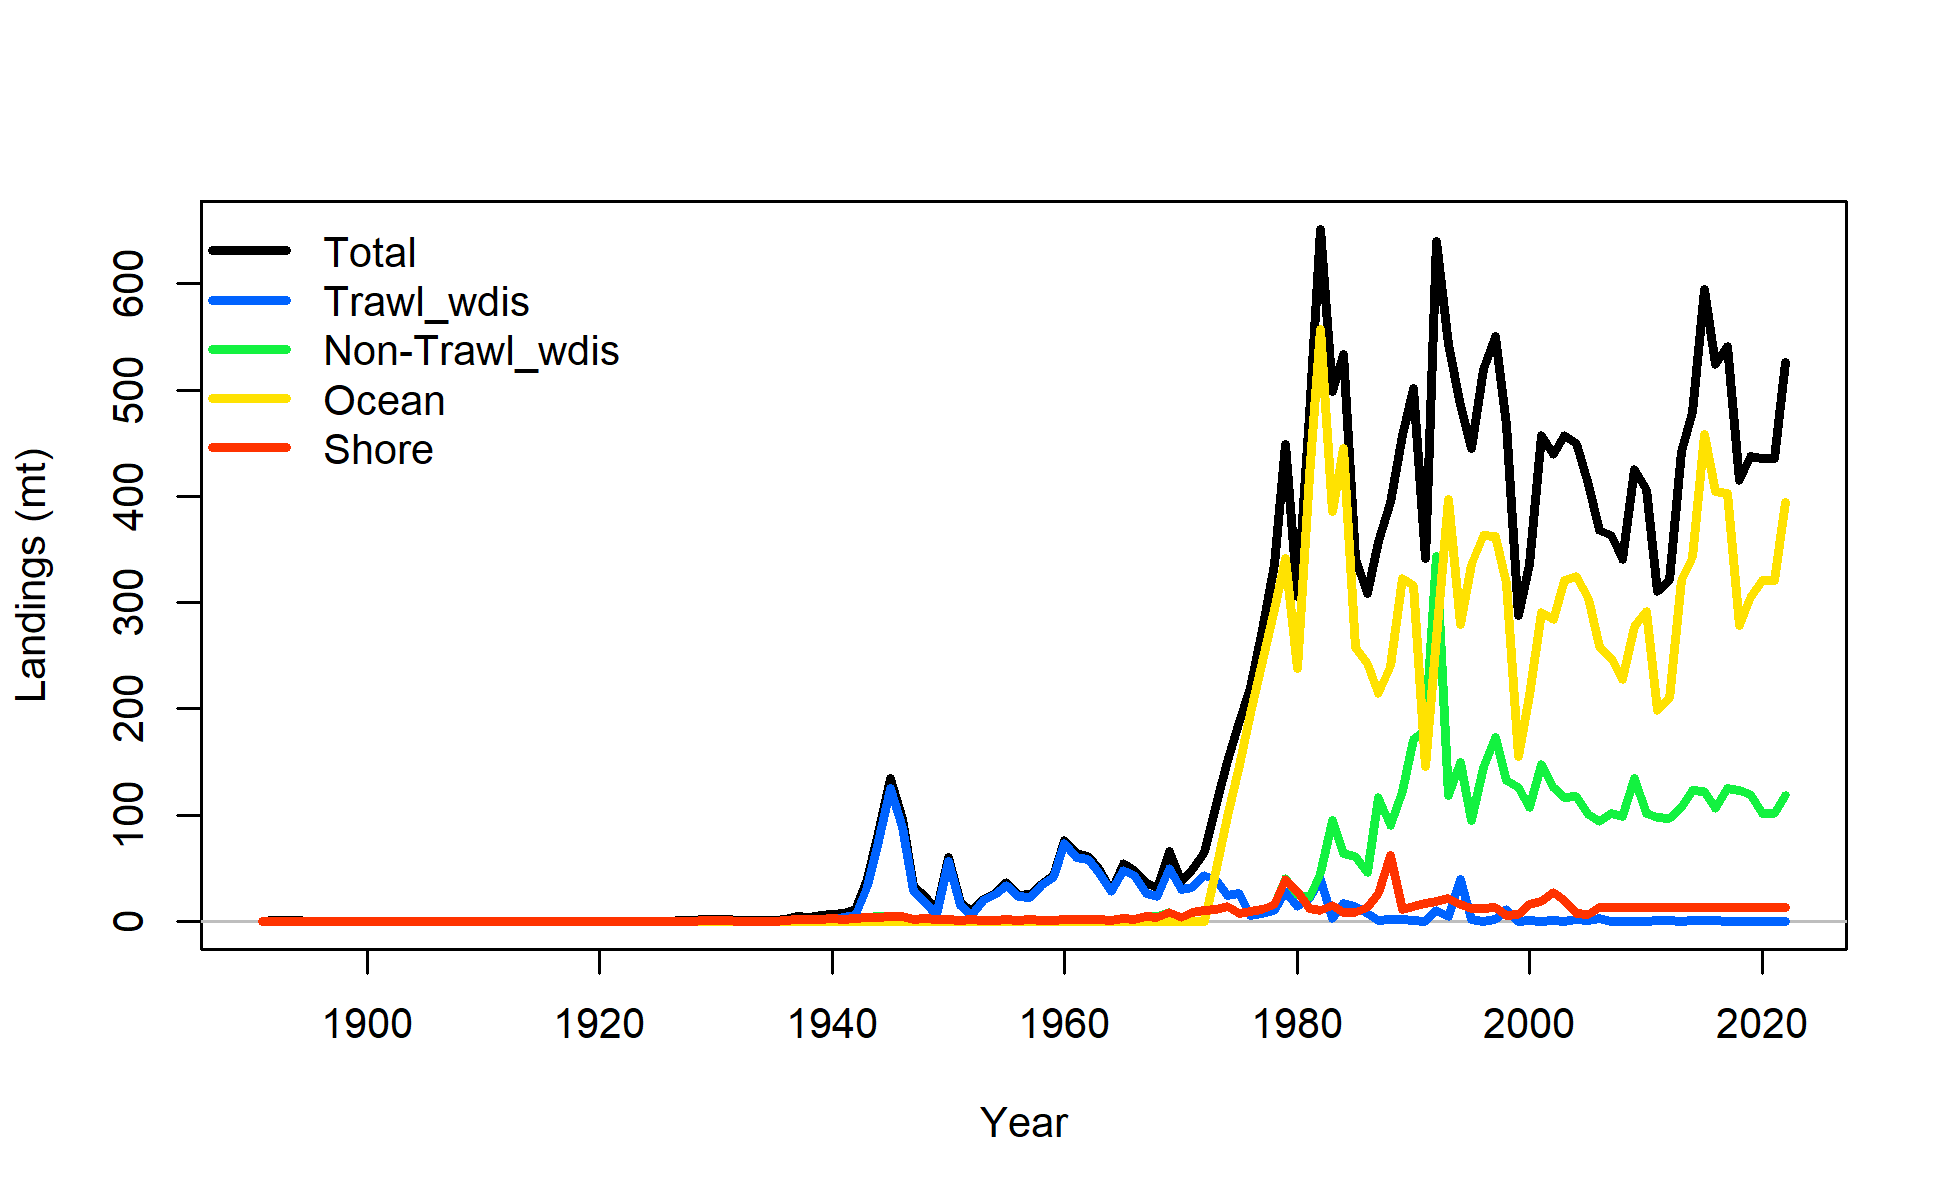 Total
Trawl_wdis
Non-Trawl_wdis
Ocean
Shore
Landings (mt)
600
500
400
300
200
100
0
1900 1920 1940 1960 1980 2000 2020
Year